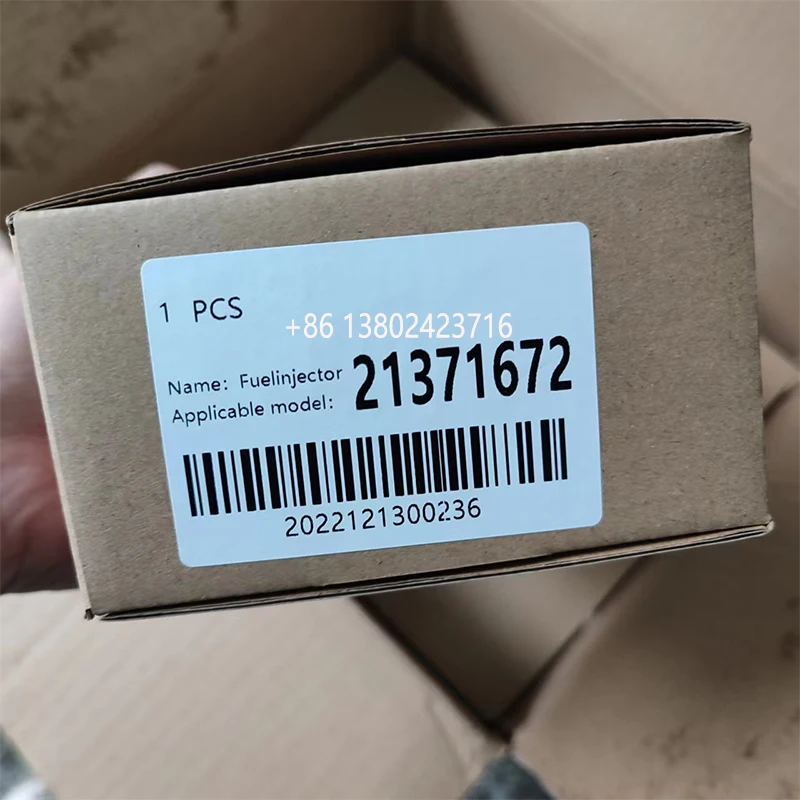 1 PCS
+86 13802423716
Name: Fuelinjector
Applicable model: 21371672
2022121300236